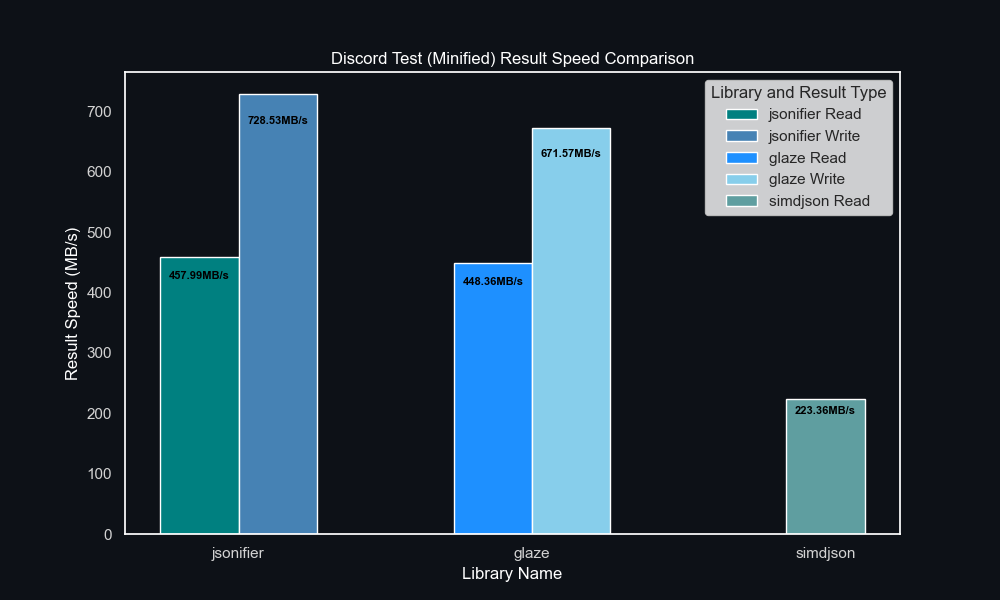 Discord Test (Minified) Result Speed Comparison
Library and Result Type
jsonifier Read
jsonifier Write
glaze Read
glaze Write
simdjson Read
Result Speed (MB/s)
700
600
500
400
300
200
100
0
457.99MB/s
728.53MB/s
448.36MB/s
671.57MB/s
223.36MB/s
jsonifier
glaze
simdjson
Library Name